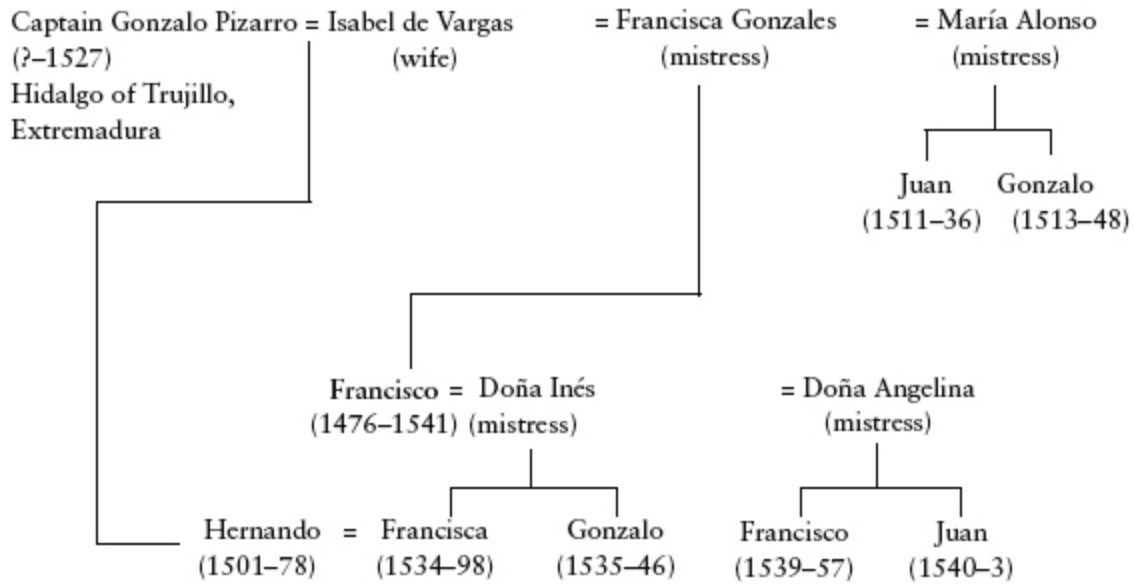 Captain Gonzalo Pizarro = Isabel de Vargas = Francisca Gonzales = María Alonso
(?–1527) (wife) (mistress) (mistress)
Hidalgo of Trujillo,
Extremadura
Juan Gonzalo
(1511–36) (1513–48)
Francisco = Doña Inés = Doña Angelina
(1476–1541) (mistress) (mistress)
Hernando = Francisca Gonzalo Francisco Juan
(1501–78) (1534–98) (1535–46) (1539–57) (1540–3)